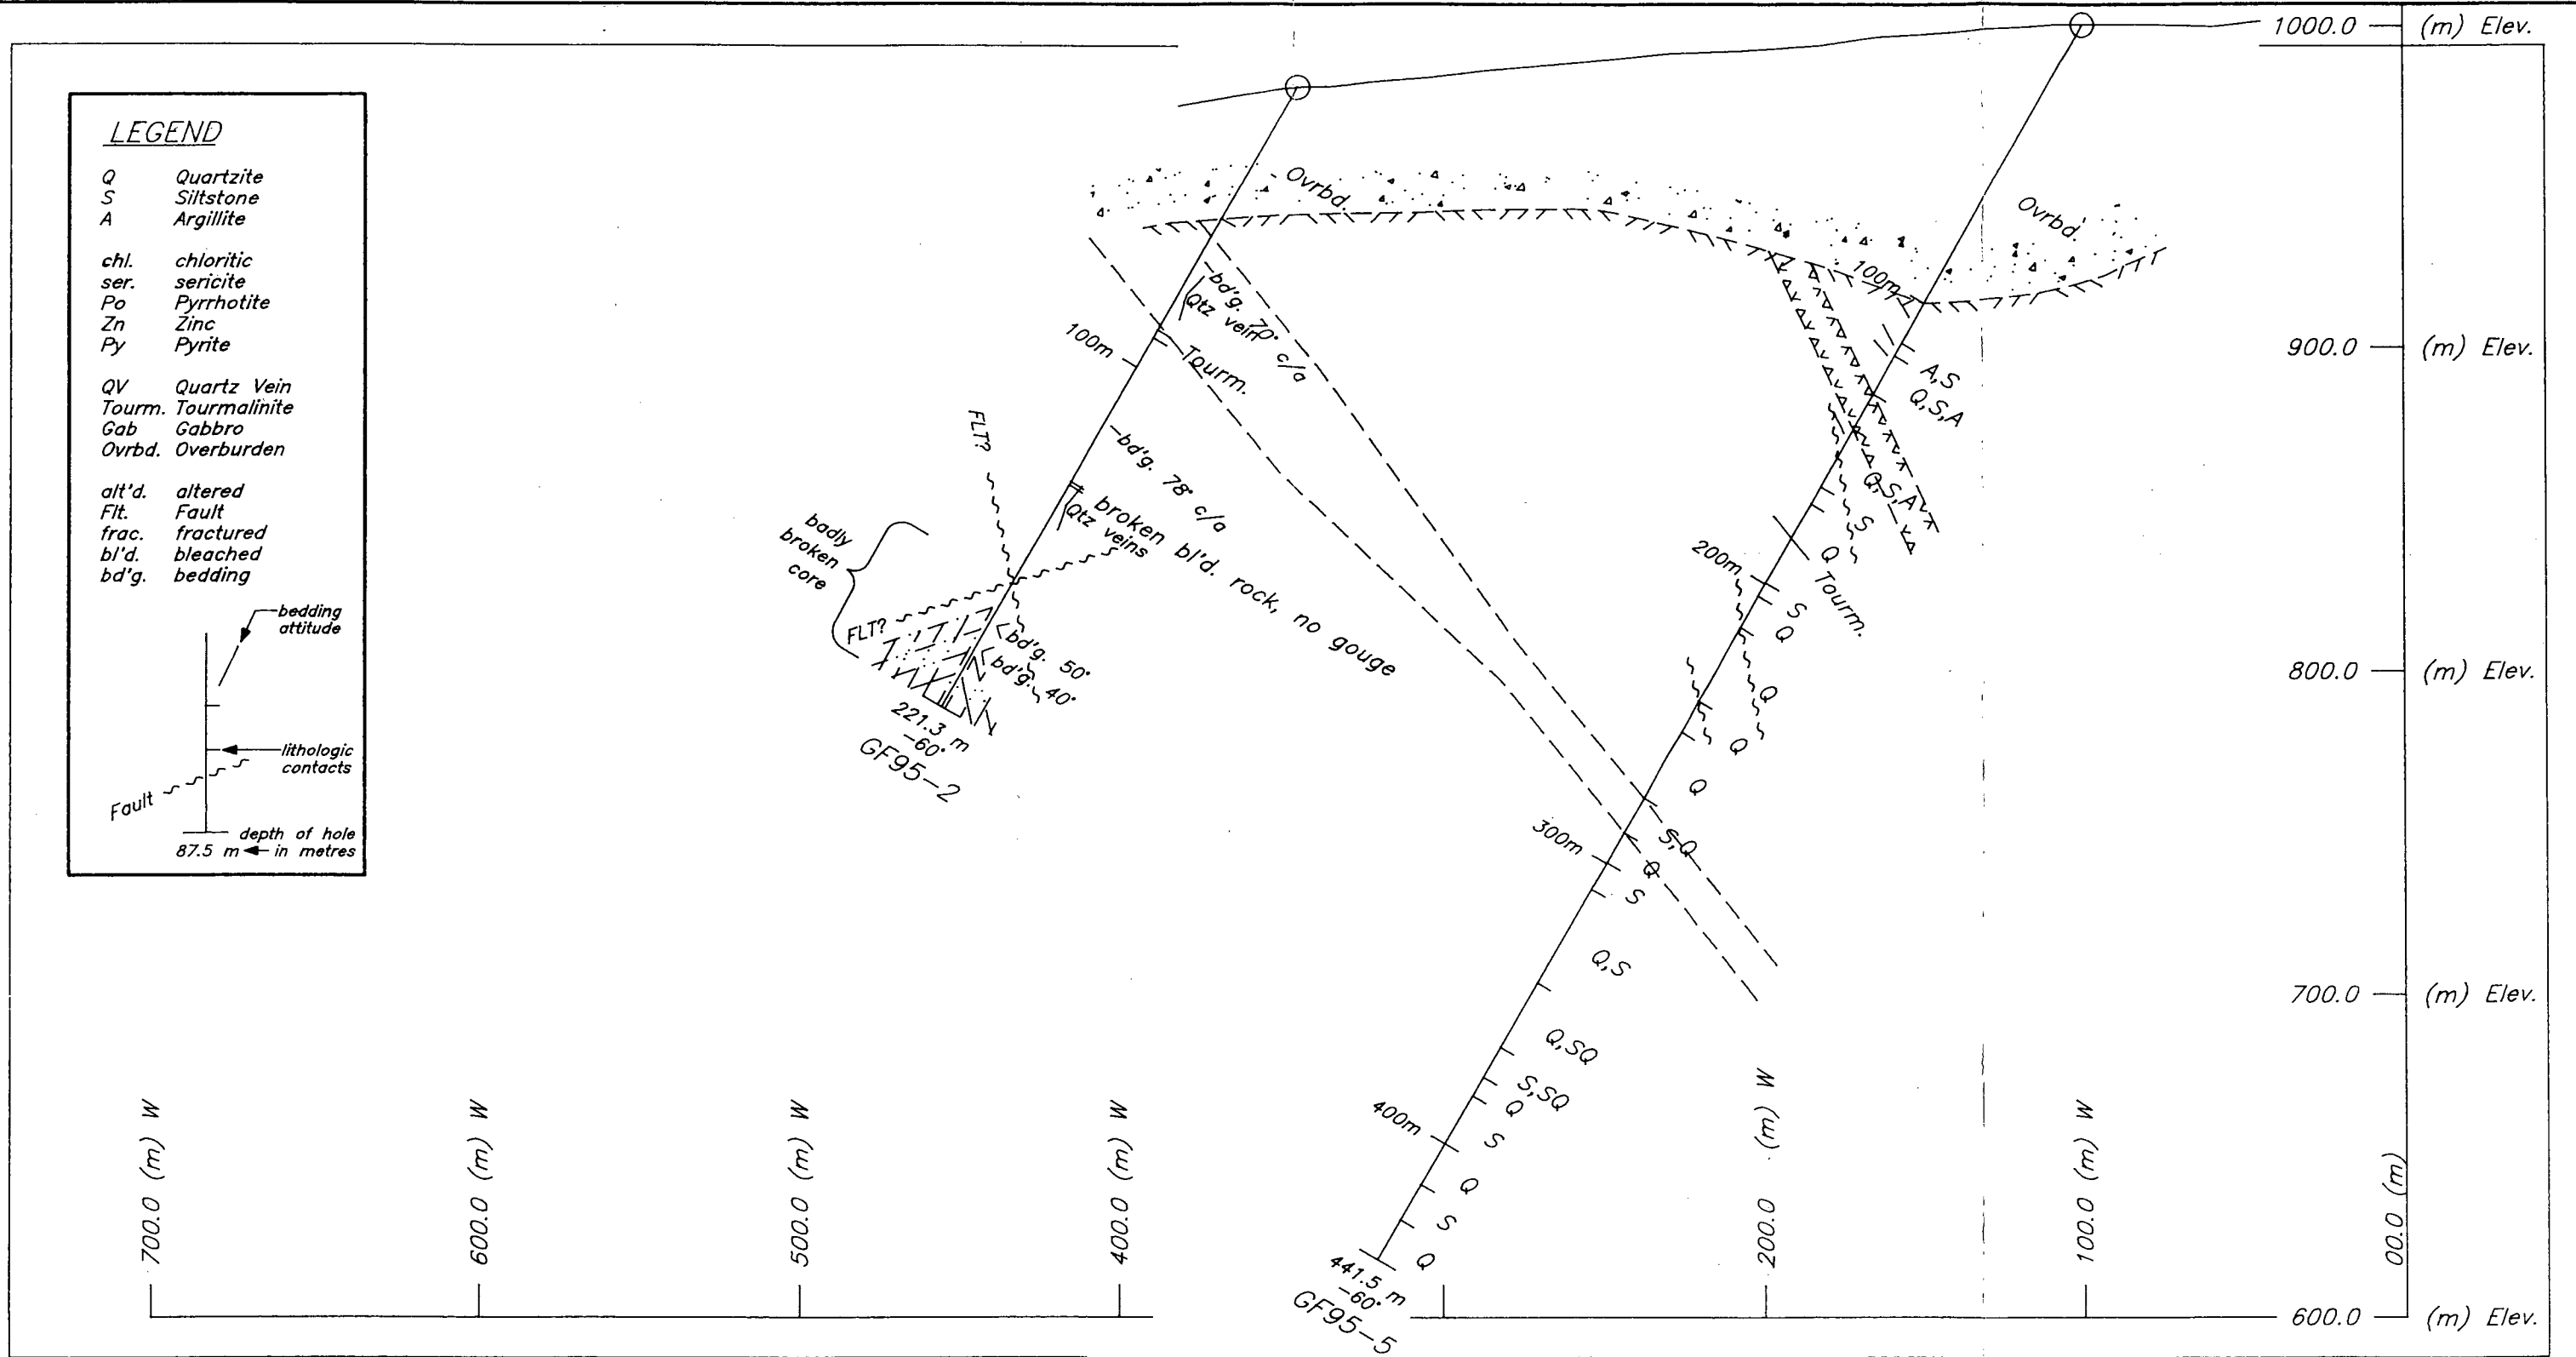 LEGEND
Q Quartzite
S Siltstone
A Argillite
chl. chloritic
ser. sericite
Po Pyrrhotite
Zn Zinc
Py Pyrite
QV Quartz Vein
Tourm. Tourmalinite
Gab Gabbro
Ovrbd. Overburden
alt'd. altered
Flt. Fault
frac. fractured
bl'd. bleached
bd'g. bedding
bedding
attitude
lithologic
contacts
Fault
depth of hole
87.5 m in metres
Ovrbd.
bd'g. 70° c/a
Qtz vein
100m
Tourm.
bd'g. 78° c/a
FLT?
broken bl'd. rock, no gouge
Qtz veins
badly
broken
core
FLT?
bd'g. 50°
bd'g. 40°
221.3 m
-60°
GF95-2
Ovrbd.
100m
A,S
Q,S,A
Q,S,A
S
Q
Tourm.
200m
S
Q
Q
Q
Q
S,Q
300m
Q
S
Q,S
Q,SQ
S,SQ
Q
400m
S
Q
S
Q
441.5 m
-60°
GF95-5
1000.0 (m) Elev.
900.0 (m) Elev.
800.0 (m) Elev.
700.0 (m) Elev.
600.0 (m) Elev.
700.0 (m) W
600.0 (m) W
500.0 (m) W
400.0 (m) W
200.0 (m) W
100.0 (m) W
00.0 (m)